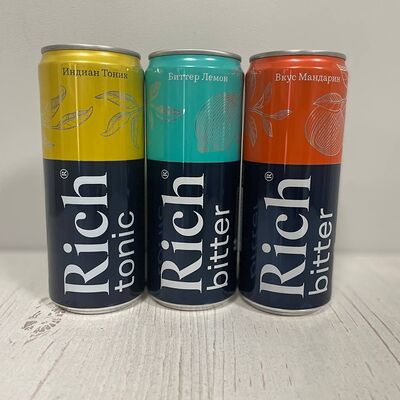 Индиан Тоник
Rich®
tonic
Биттер Лемон
Rich®
bitter
Вкус Мандарин
Rich®
bitter